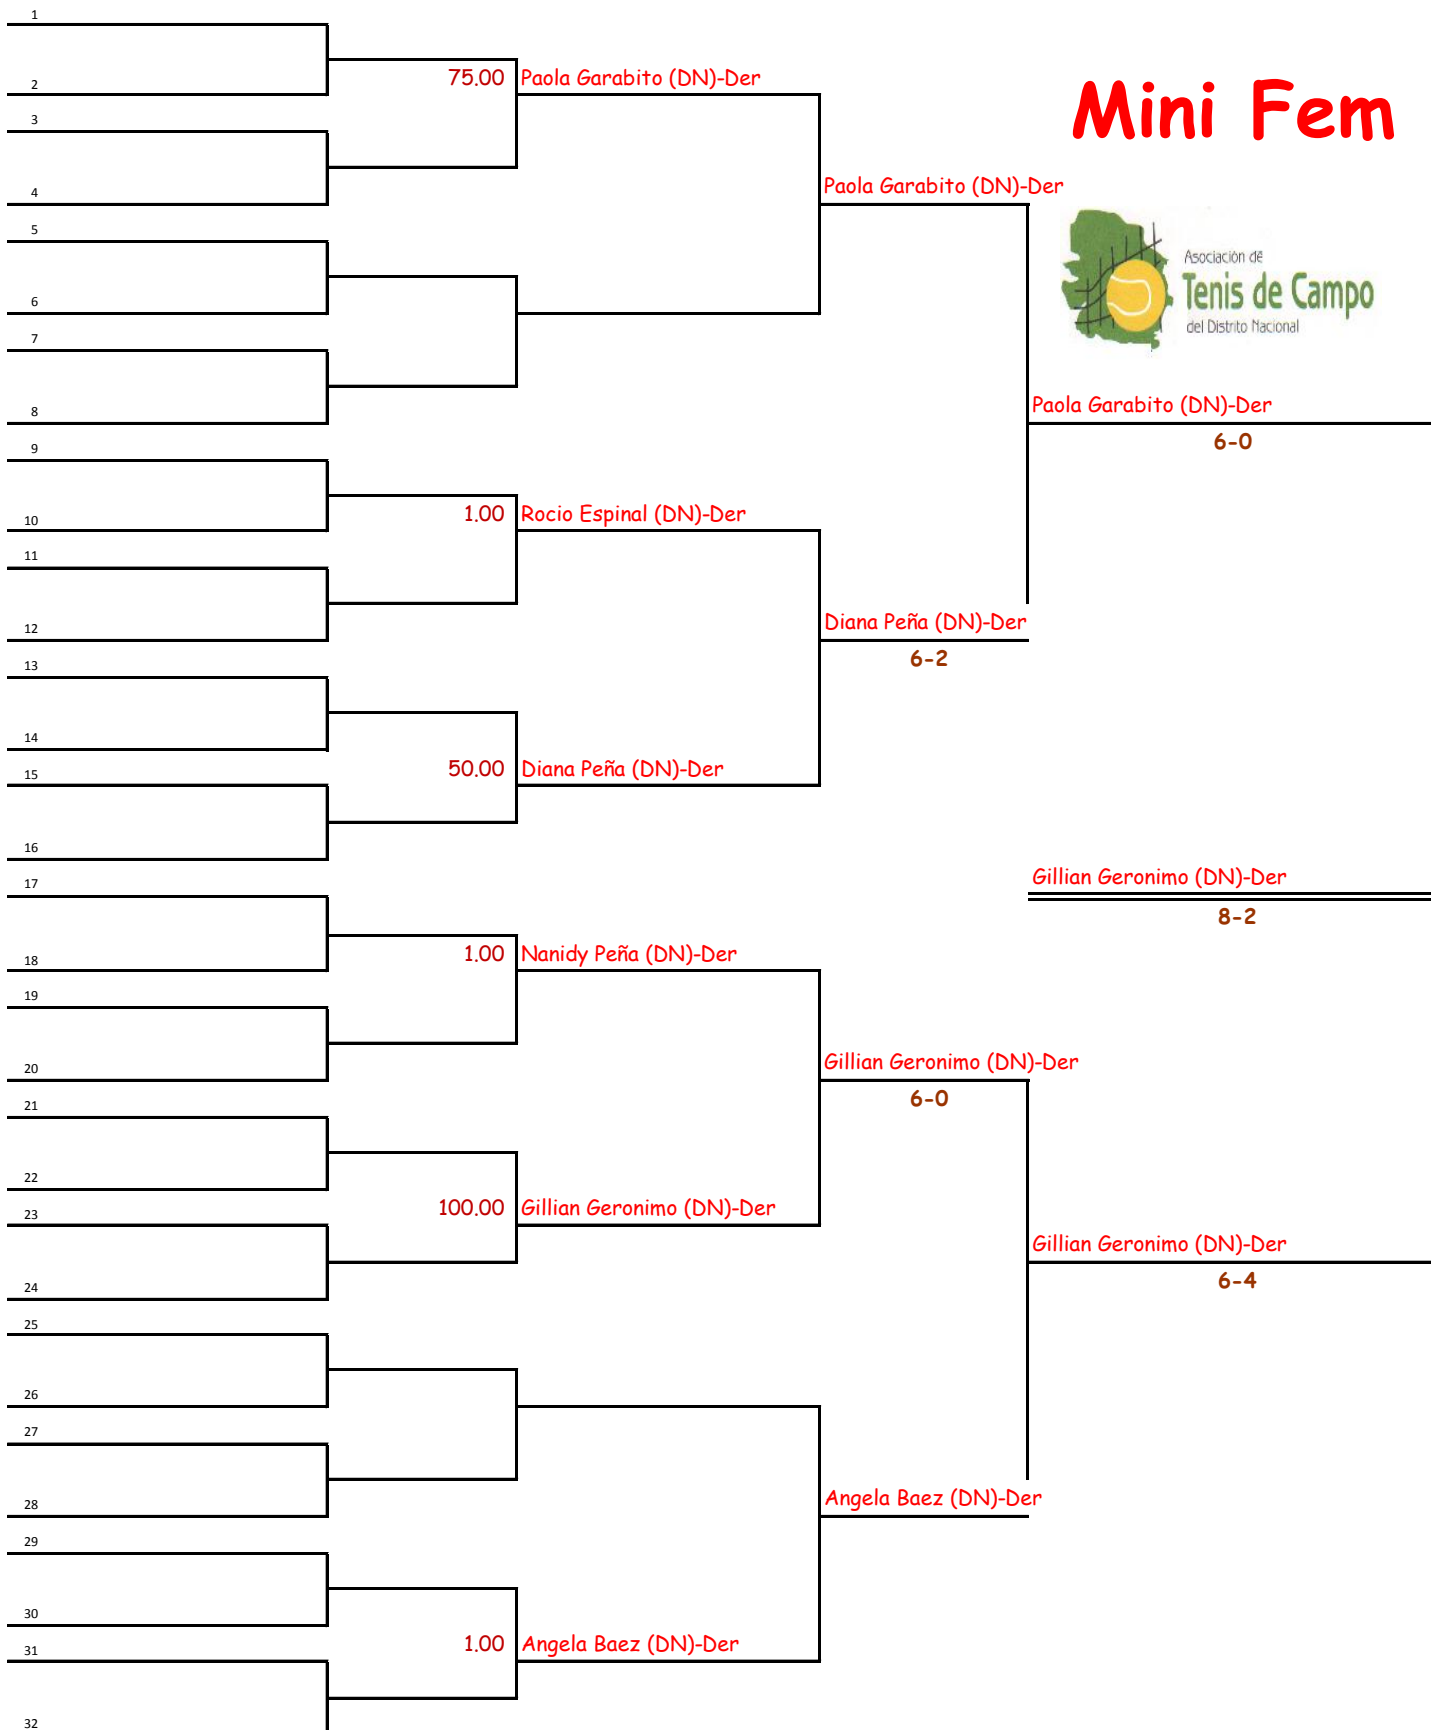 1
2
75.00 Paola Garabito (DN)-Der
Mini Fem
3
4
Paola Garabito (DN)-Der
5
Asociación de
Tenis de Campo
del Distrito Nacional
6
7
8
Paola Garabito (DN)-Der
6-0
9
10
1.00 Rocio Espinal (DN)-Der
11
12
Diana Peña (DN)-Der
6-2
13
14
15
50.00 Diana Peña (DN)-Der
16
17
Gillian Geronimo (DN)-Der
8-2
18
1.00 Nanidy Peña (DN)-Der
19
20
Gillian Geronimo (DN)-Der
6-0
21
22
23
100.00 Gillian Geronimo (DN)-Der
24
Gillian Geronimo (DN)-Der
6-4
25
26
27
28
Angela Baez (DN)-Der
29
30
31
1.00 Angela Baez (DN)-Der
32